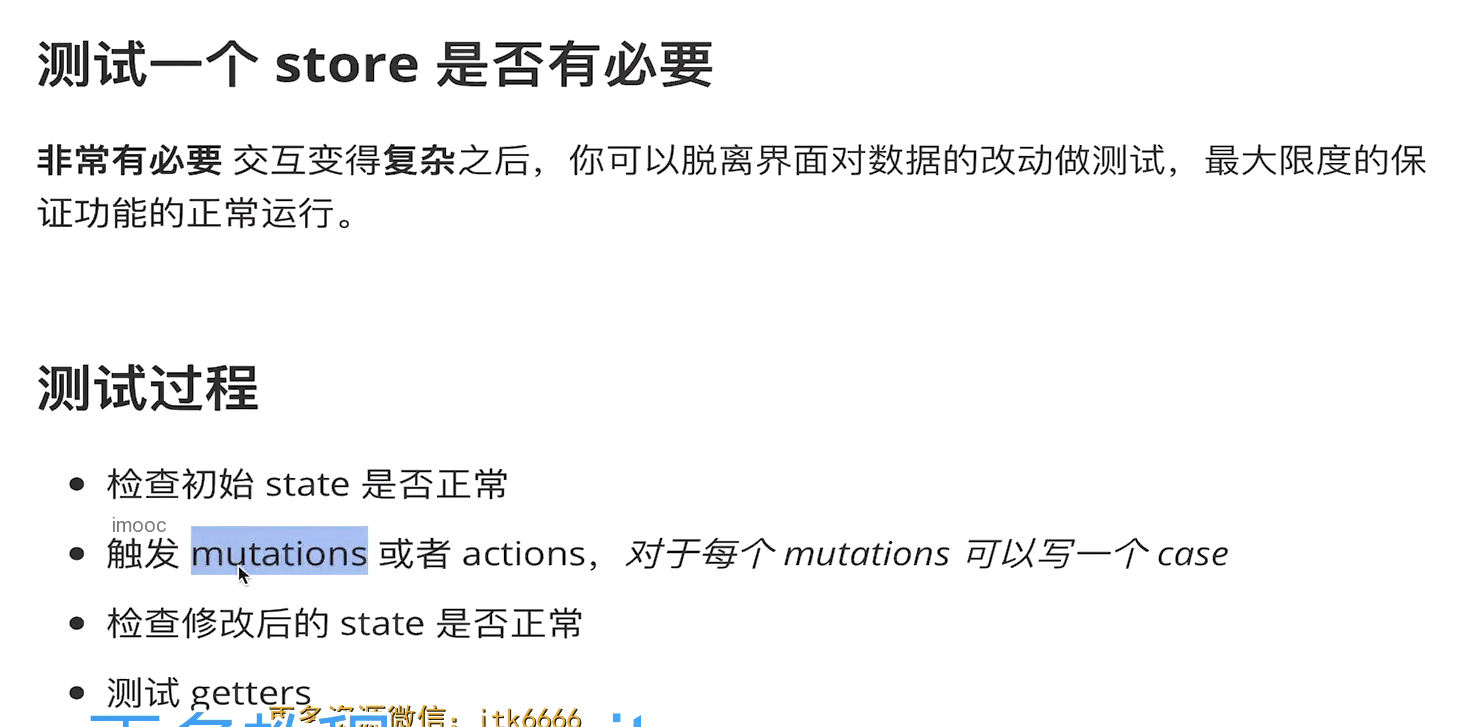 测试一个 store 是否有必要
非常有必要 交互变得复杂之后，你可以脱离界面对数据的改动做测试，最大限度的保
证功能的正常运行。
测试过程
检查初始 state 是否正常
imooc
触发 mutations 或者 actions，对于每个 mutations 可以写一个 case
检查修改后的 state 是否正常
测试 getters
更多资源微信：itk6666